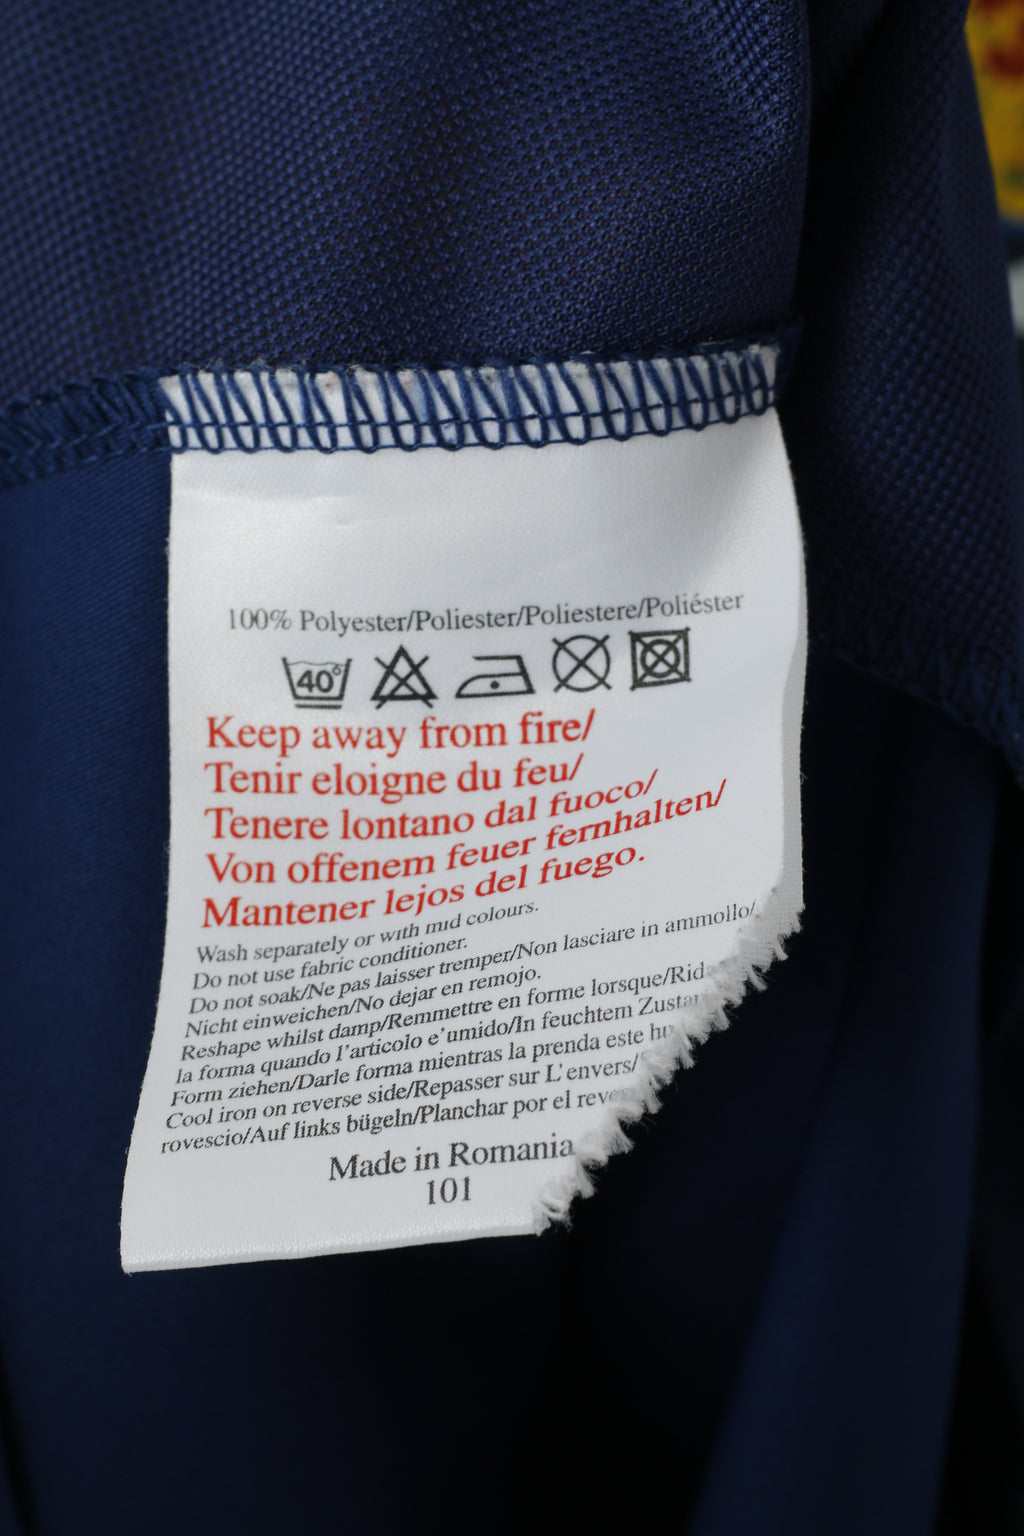 100% Polyester/Poliester/Poliestere/Poliéster
40°
Keep away from fire/
Tenir eloigne du feu/
Tenere lontano dal fuoco/
Von offenem feuer fernhalten/
Mantener lejos del fuego.
Wash separately or with mid colours.
Do not use fabric conditioner.
Do not soak/Ne pas laisser tremper/Non lasciare in ammollo/
Nicht einweichen/No dejar en remojo.
Reshape whilst damp/Remmettre en forme lorsque/
la forma quando l'articolo e'umido/In feuchtem
Form ziehen/Darle forma mientras la prenda este
Cool iron on reverse side/Repasser sur L'envers/
rovescio/Auf links bügeln/Planchar por el
Made in Romania
101